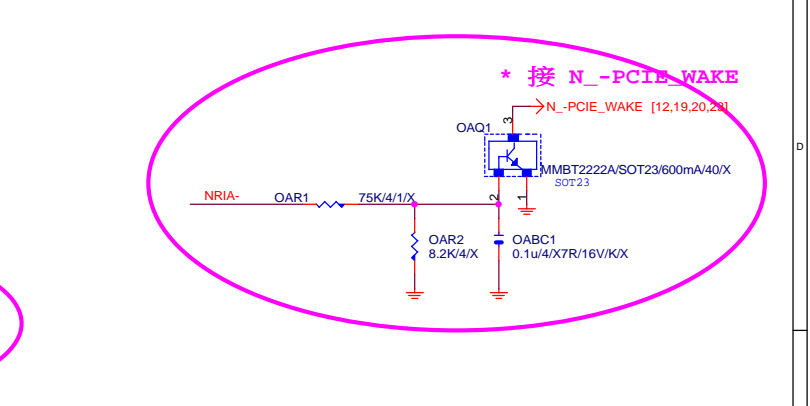 * 接 N_-PCIE_WAKE
N_-PCIE_WAKE [12,19,20,23]
3
OAQ1
MMBT2222A/SOT23/600mA/40/X
SOT23
D
2
1
NRIA-
OAR1
75K/4/1/X
OAR2
8.2K/4/X
OABC1
0.1u/4/X7R/16V/K/X